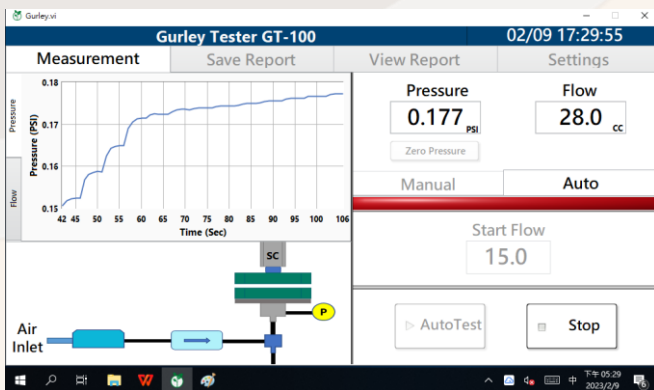 Gurley.vi
Gurley Tester GT-100
02/09 17:29:55
Measurement
Save Report
View Report
Settings
Pressure
Flow
Pressure (PSI)
0.18
0.17
0.16
0.15
42 45 50 55 60 65 70 75 80 85 90 95 100 106
Time (Sec)
Pressure
0.177 PSI
Zero Pressure
Flow
28.0 cc
Manual
Auto
Start Flow
15.0
AutoTest
Stop
SC
P
Air
Inlet
中
下午 05:29
2023/2/9